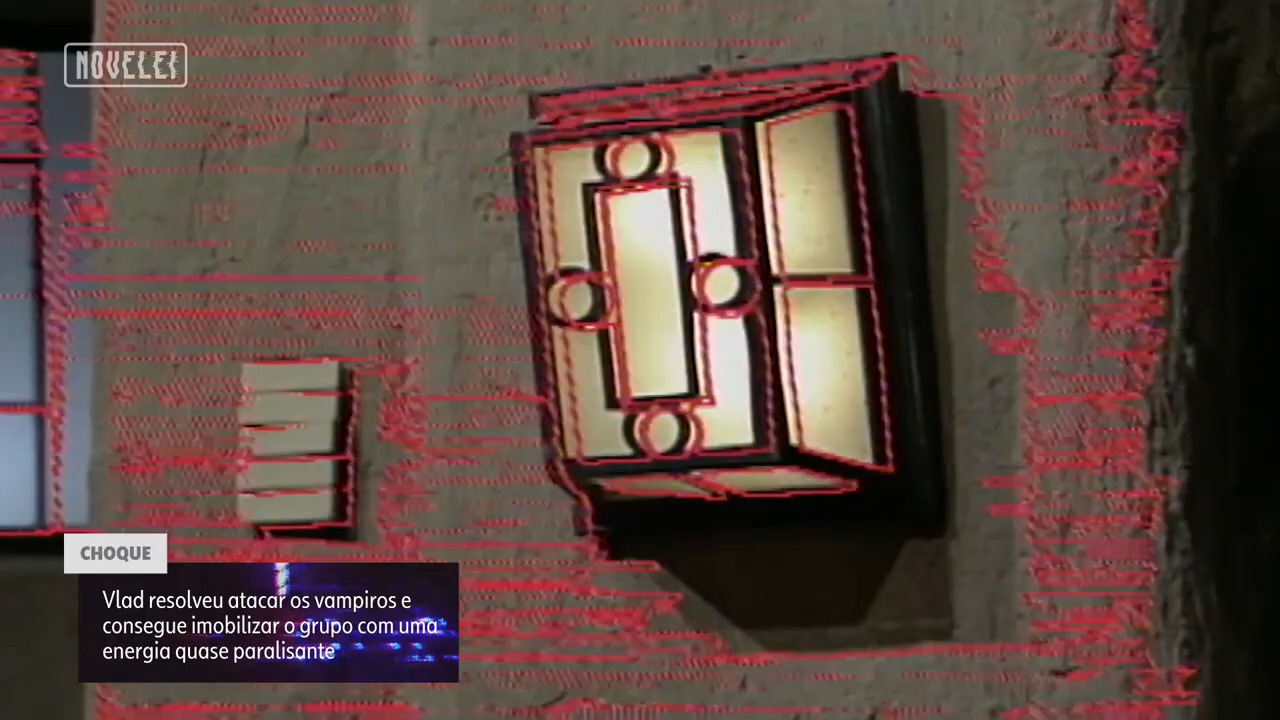 NOVELEI
CHOQUE
Vlad resolveu atacar os vampiros e
consegue imobilizar o grupo com uma
energia quase paralisante